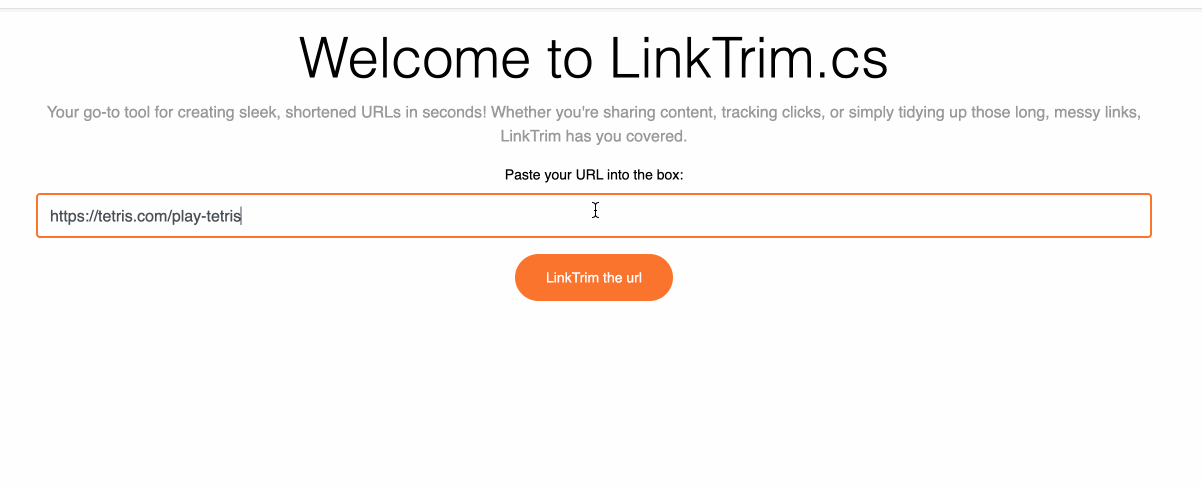 Welcome to LinkTrim.cs
Your go-to tool for creating sleek, shortened URLs in seconds! Whether you're sharing content, tracking clicks, or simply tidying up those long, messy links,
LinkTrim has you covered.
Paste your URL into the box:
https://tetris.com/play-tetris
LinkTrim the url